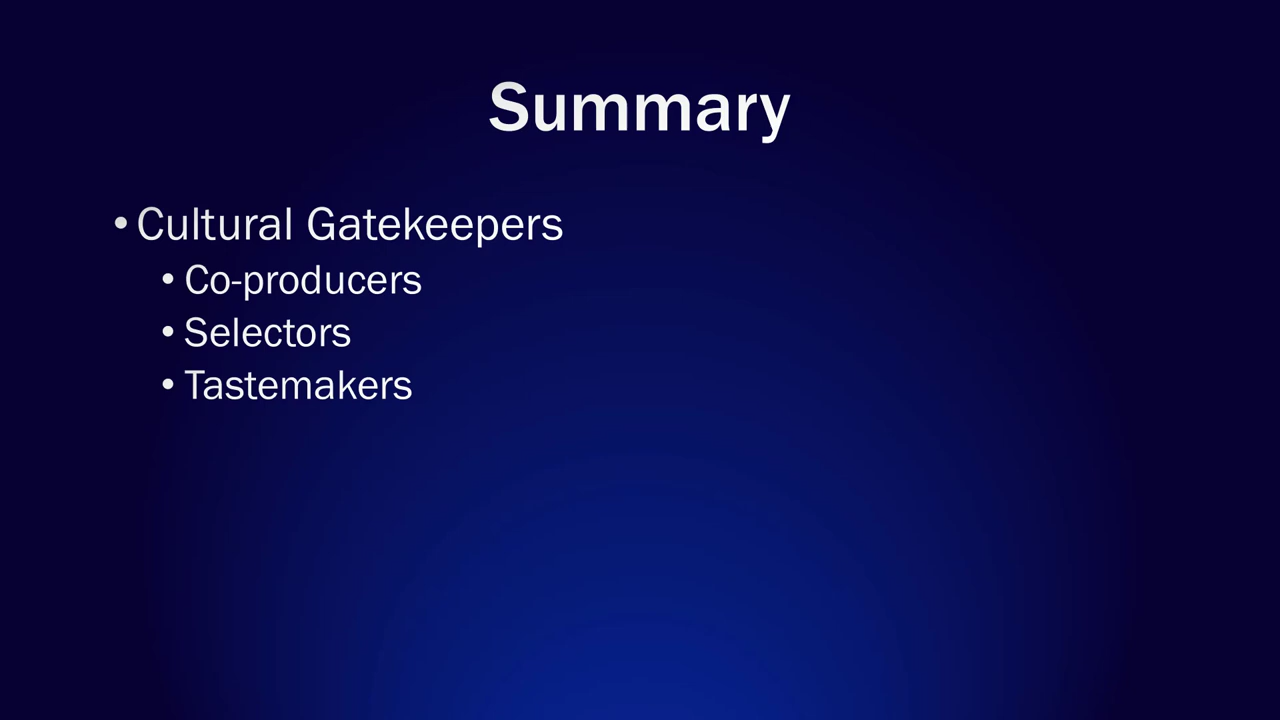 Summary
• Cultural Gatekeepers
• Co-producers
• Selectors
• Tastemakers